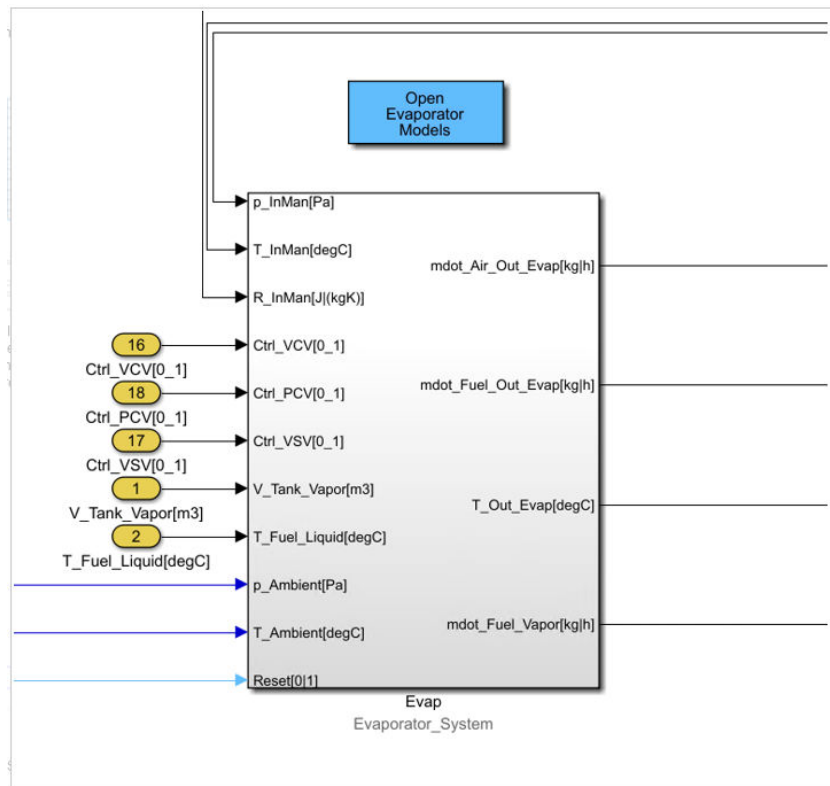 Open
Evaporator
Models
p_InMan[Pa]
T_InMan[degC]
R_InMan[J|(kgK)]
16
Ctrl_VCV[0_1]
Ctrl_VCV[0_1]
18
Ctrl_PCV[0_1]
Ctrl_PCV[0_1]
17
Ctrl_VSV[0_1]
Ctrl_VSV[0_1]
1
V_Tank_Vapor[m3]
V_Tank_Vapor[m3]
2
T_Fuel_Liquid[degC]
T_Fuel_Liquid[degC]
p_Ambient[Pa]
T_Ambient[degC]
Reset[0|1]
mdot_Air_Out_Evap[kg|h]
mdot_Fuel_Out_Evap[kg|h]
T_Out_Evap[degC]
mdot_Fuel_Vapor[kg|h]
Evap
Evaporator_System